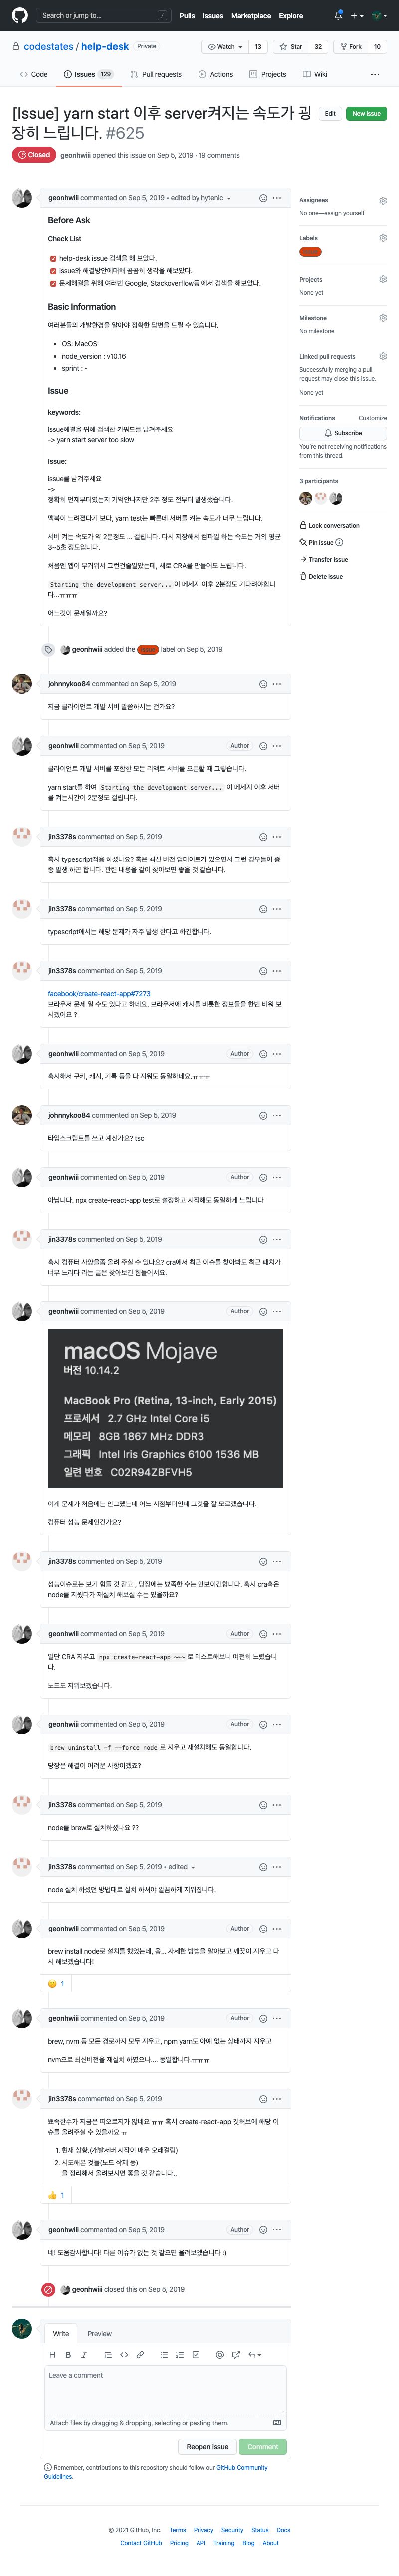 Search or jump to...
/
Pulls Issues Marketplace Explore
codestates / help-desk Private
Watch 13 Star 32 Fork 10
Code Issues 129 Pull requests Actions Projects Wiki
[Issue] yarn start 이후 server켜지는 속도가 굉
장히 느립니다. #625
Edit New issue
Closed geonhwiii opened this issue on Sep 5, 2019 · 19 comments
geonhwiii commented on Sep 5, 2019 • edited by hytenic
Before Ask
Check List
help-desk issue 검색을 해 보았다.
issue와 해결방안에대해 곰곰히 생각을 해보았다.
문제해결을 위해 여러번 Google, Stackoverflow등 에서 검색을 해보았다.
Basic Information
여러분들의 개발환경을 알아야 정확한 답변을 드릴 수 있습니다.
OS: MacOS
node_version : v10.16
sprint : -
Issue
keywords:
issue해결을 위해 검색한 키워드를 남겨주세요
-> yarn start server too slow
Issue:
issue를 남겨주세요
->
정확히 언제부터였는지 기억안나지만 2주 정도 전부터 발생했습니다.
맥북이 느려졌다기 보다, yarn test는 빠른데 서버를 켜는 속도가 너무 느립니다.
서버 켜는 속도가 약 2분정도 ... 걸립니다. 다시 저장해서 컴파일 하는 속도는 거의 평균
3~5초 정도입니다.
처음엔 앱이 무거워서 그런건줄알았는데, 새로 CRA를 만들어도 느립니다.
Starting the development server... 이 메세지 이후 2분정도 기다려야합니
다...ㅠㅠㅠ
어느것이 문제일까요?
Assignees
No one—assign yourself
Labels
Projects
None yet
Milestone
No milestone
Linked pull requests
Successfully merging a pull
request may close this issue.
None yet
Notifications Customize
Subscribe
You're not receiving notifications
from this thread.
3 participants
Lock conversation
Pin issue
Transfer issue
Delete issue
geonhwiii added the label on Sep 5, 2019
johnnykoo84 commented on Sep 5, 2019
지금 클라이언트 개발 서버 말씀하시는 건가요?
geonhwiii commented on Sep 5, 2019 Author
클라이언트 개발 서버를 포함한 모든 리액트 서버를 오픈할 때 그렇습니다.
yarn start를 하여 Starting the development server... 이 메세지 이후 서버
를 켜는시간이 2분정도 걸립니다.
jin3378s commented on Sep 5, 2019
혹시 typescript적용 하셨나요? 혹은 최신 버전 업데이트가 있으면서 그런 경우들이 종
종 발생 하곤 합니다. 관련 내용을 같이 찾아보면 좋을 것 같습니다.
jin3378s commented on Sep 5, 2019
typescript에서는 해당 문제가 자주 발생 한다고 하긴합니다.
jin3378s commented on Sep 5, 2019
facebook/create-react-app#7273
브라우저 문제 일 수도 있다고 하네요. 브라우저에 캐시를 비롯한 정보들을 한번 비워 보
시겠어요 ?
geonhwiii commented on Sep 5, 2019 Author
혹시해서 쿠키, 캐시, 기록 등을 다 지워도 동일하네요.ㅠㅠㅠ
johnnykoo84 commented on Sep 5, 2019
타입스크립트를 쓰고 계신가요? tsc
geonhwiii commented on Sep 5, 2019 Author
아닙니다. npx create-react-app test로 설정하고 시작해도 동일하게 느립니다
jin3378s commented on Sep 5, 2019
혹시 컴퓨터 사양을좀 올려 주실 수 있나요? cra에서 최근 이슈를 찾아봐도 최근 패치가
너무 느리다 라는 글은 찾아보긴 힘들어서요.
geonhwiii commented on Sep 5, 2019 Author
macOS Mojave
버전 10.14.2
MacBook Pro (Retina, 13-inch, Early 2015)
프로세서 2.7 GHz Intel Core i5
메모리 8GB 1867 MHz DDR3
그래픽 Intel Iris Graphics 6100 1536 MB
일련 번호 C02R94ZBFVH5
이게 문제가 처음에는 안그랬는데 어느 시점부터인데 그것을 잘 모르겠습니다.
컴퓨터 성능 문제인건가요?
jin3378s commented on Sep 5, 2019
성능이슈로는 보기 힘들 것 같고 , 당장에는 뾰족한 수는 안보이긴합니다. 혹시 cra혹은
node를 지웠다가 재설치 해보실 수는 있을까요?
geonhwiii commented on Sep 5, 2019 Author
일단 CRA 지우고 npx create-react-app ~~~ 로 테스트해보니 여전히 느렸습니
다.
노드도 지워보겠습니다.
geonhwiii commented on Sep 5, 2019 Author
brew uninstall -f --force node 로 지우고 재설치해도 동일합니다.
당장은 해결이 어려운 사항이겠죠?
jin3378s commented on Sep 5, 2019
node를 brew로 설치하셨나요 ??
jin3378s commented on Sep 5, 2019 • edited
node 설치 하셨던 방법대로 설치 하셔야 깔끔하게 지워집니다.
geonhwiii commented on Sep 5, 2019 Author
brew install node로 설치를 했었는데, 음... 자세한 방법을 알아보고 깨끗이 지우고 다
시 해보겠습니다!
1
geonhwiii commented on Sep 5, 2019 Author
brew, nvm 등 모든 경로까지 모두 지우고, npm yarn도 아예 없는 상태까지 지우고
nvm으로 최신버전을 재설치 하였으나.... 동일합니다.ㅠㅠㅠ
jin3378s commented on Sep 5, 2019
뾰족한수가 지금은 떠오르지가 않네요 ㅠㅠ 혹시 create-react-app 깃허브에 해당 이
슈를 올려주실 수 있을까요 ㅠ
1. 현재 상황.(개발서버 시작이 매우 오래걸림)
2. 시도해본 것들(노드 삭제 등)
을 정리해서 올려보시면 좋을 것 같습니다..
1
geonhwiii commented on Sep 5, 2019 Author
네! 도움감사합니다! 다른 이슈가 없는 것 같으면 올려보겠습니다 :)
geonhwiii closed this on Sep 5, 2019
Write Preview
Leave a comment
Attach files by dragging & dropping, selecting or pasting them.
Reopen issue Comment
Remember, contributions to this repository should follow our GitHub Community
Guidelines.
© 2021 GitHub, Inc. Terms Privacy Security Status Docs
Contact GitHub Pricing API Training Blog About